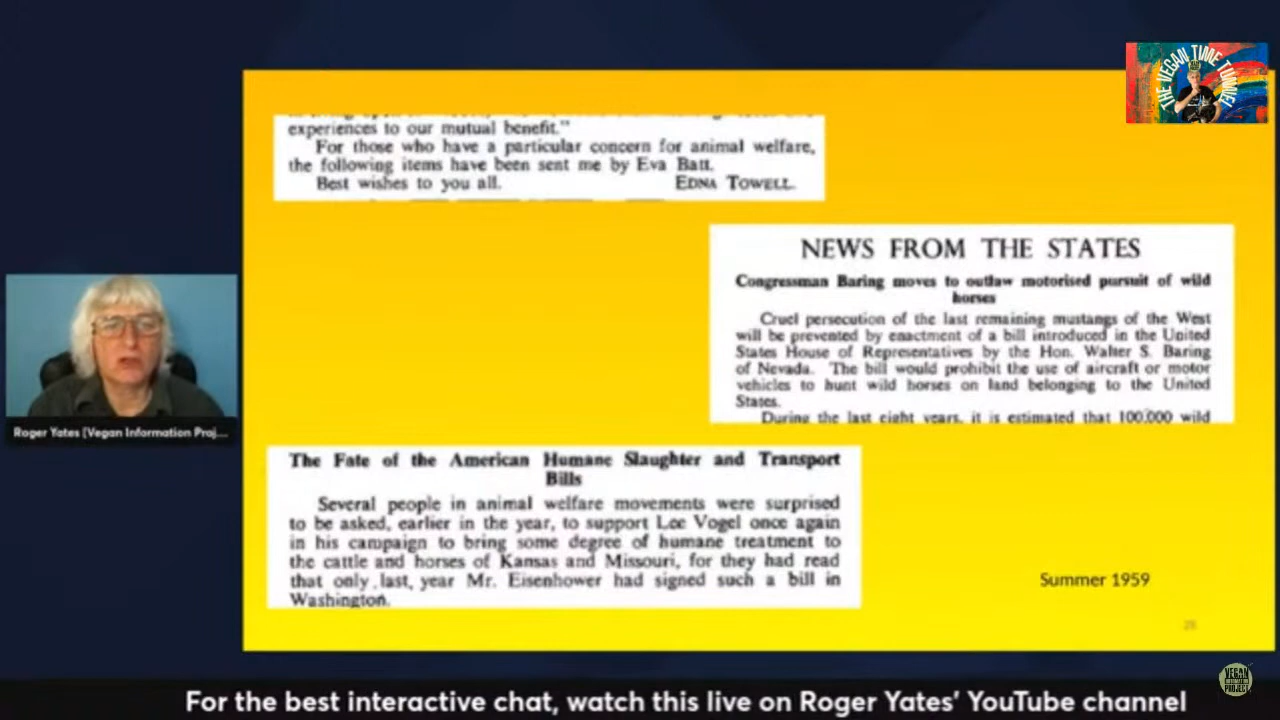 THE VEGAN TIME TUNNEL
experiences to our mutual benefit."
For those who have a particular concern for animal welfare,
the following items have been sent me by Eva Batt.
Best wishes to you all. EDNA TOWELL.
NEWS FROM THE STATES
Congressman Baring moves to outlaw motorised pursuit of wild
horses
Cruel persecution of the last remaining mustangs of the West
will be prevented by enactment of a bill introduced in the United
States House of Representatives by the Hon. Walter S. Baring
of Nevada. The bill would prohibit the use of aircraft or motor
vehicles to hunt wild horses on land belonging to the United
States.
During the last eight years, it is estimated that 100,000 wild
Roger Yates [Vegan Information Proj...
The Fate of the American Humane Slaughter and Transport
Bills
Several people in animal welfare movements were surprised
to be asked, earlier in the year, to support Lee Vogel once again
in his campaign to bring some degree of humane treatment to
the cattle and horses of Kansas and Missouri, for they had read
that only last, year Mr. Eisenhower had signed such a bill in
Washington.
Summer 1959
28
VEGAN
INFORMATION
PROJECT
For the best interactive chat, watch this live on Roger Yates' YouTube channel